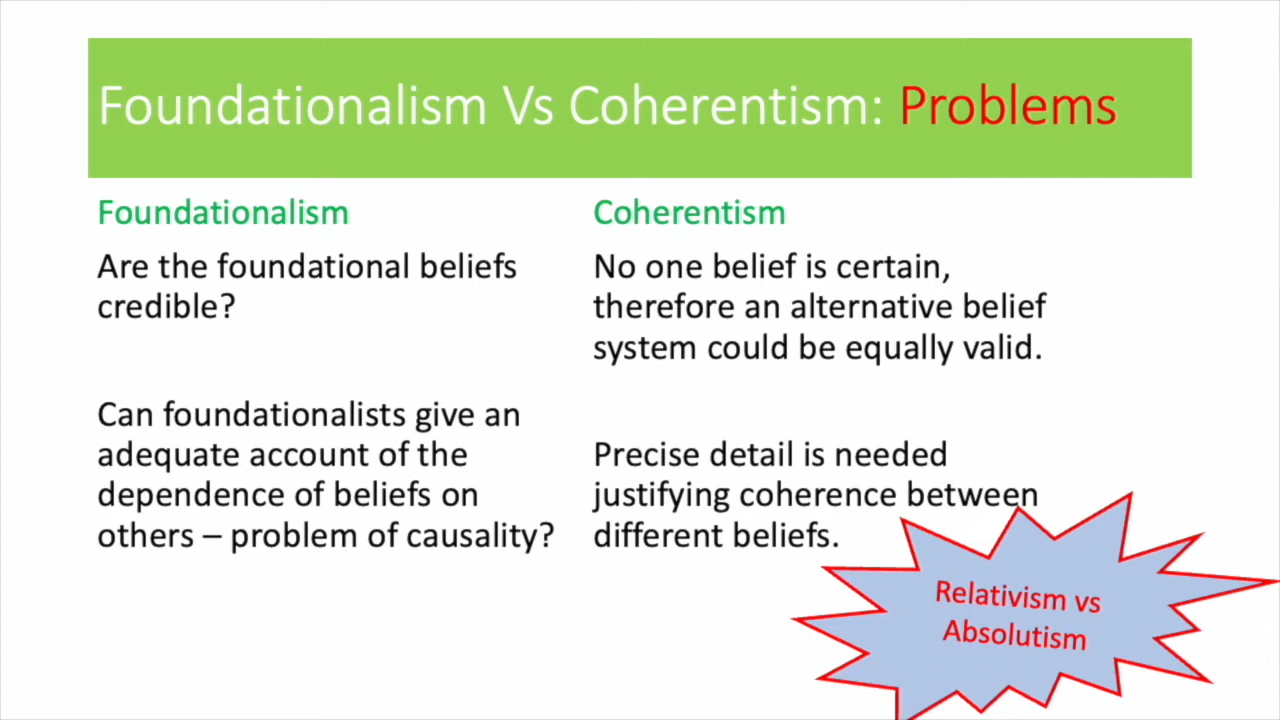 Foundationalism Vs Coherentism: Problems
Foundationalism
Are the foundational beliefs
credible?
Can foundationalists give an
adequate account of the
dependence of beliefs on
others – problem of causality?
Coherentism
No one belief is certain,
therefore an alternative belief
system could be equally valid.
Precise detail is needed
justifying coherence between
different beliefs.
Relativism vs
Absolutism